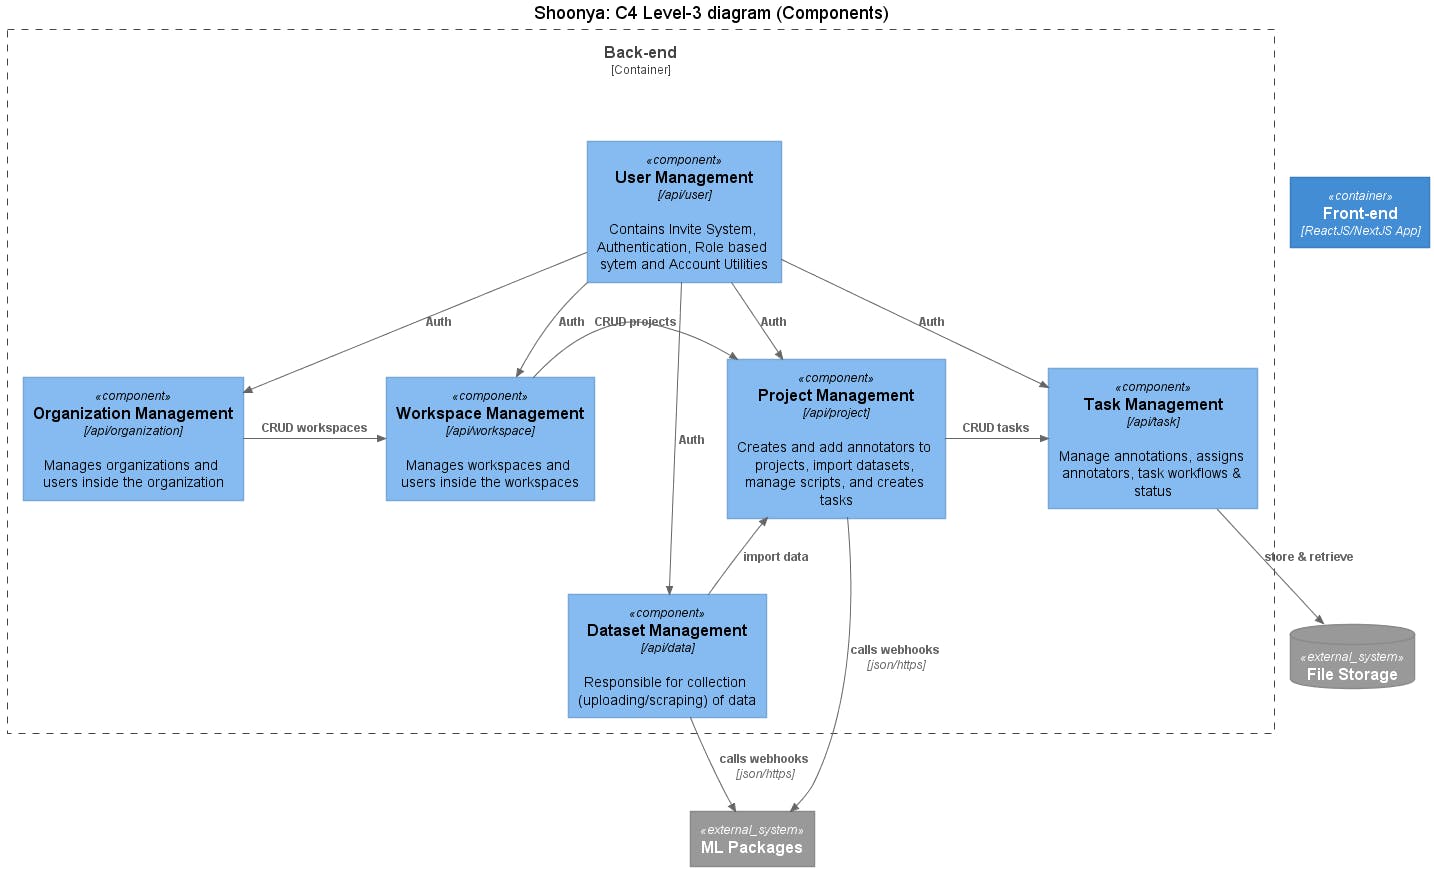 Shoonya: C4 Level-3 diagram (Components)
Back-end
[Container]
«component»
User Management
[/api/user]
Contains Invite System,
Authentication, Role based
sytem and Account Utilities
«container»
Front-end
[ReactJS/NextJS App]
Auth
Auth
CRUD projects
Auth
Auth
«component»
Organization Management
[/api/organization]
Manages organizations and
users inside the organization
CRUD workspaces
«component»
Workspace Management
[/api/workspace]
Manages workspaces and
users inside the workspaces
Auth
«component»
Project Management
[/api/project]
Creates and add annotators to
projects, import datasets,
manage scripts, and creates
tasks
CRUD tasks
«component»
Task Management
[/api/task]
Manage annotations, assigns
annotators, task workflows &
status
import data
store & retrieve
«component»
Dataset Management
[/api/data]
Responsible for collection
(uploading/scraping) of data
calls webhooks
[json/https]
«external_system»
File Storage
calls webhooks
[json/https]
«external_system»
ML Packages